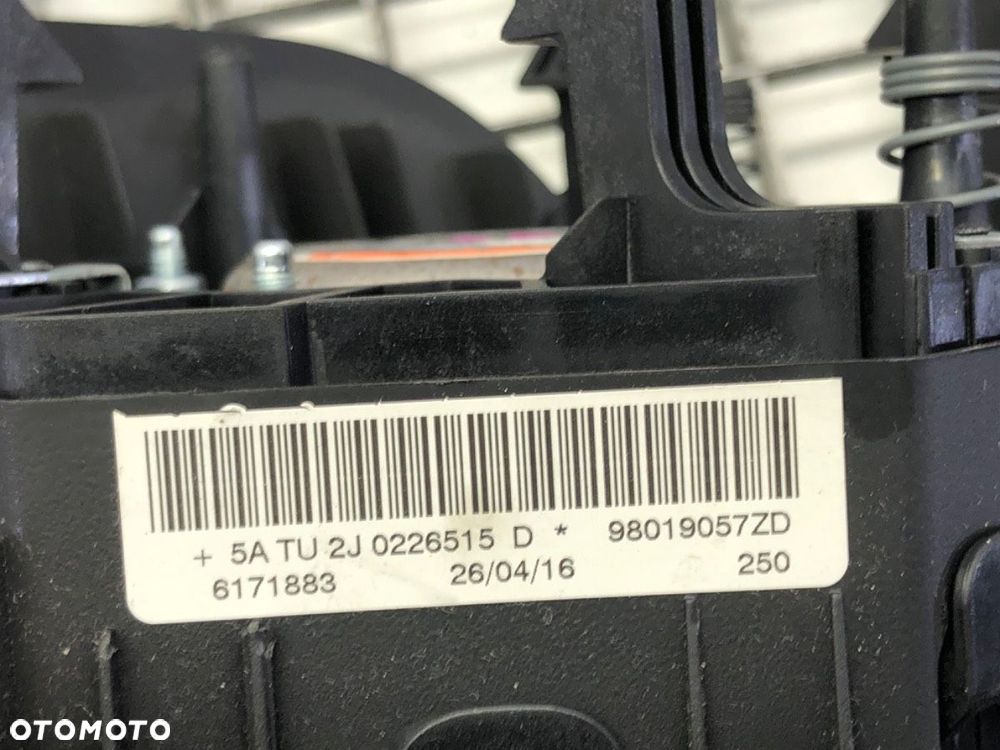 + 5A TU 2J 0226515 D * 98019057ZD
6171883 26/04/16 250
OTOMOTO